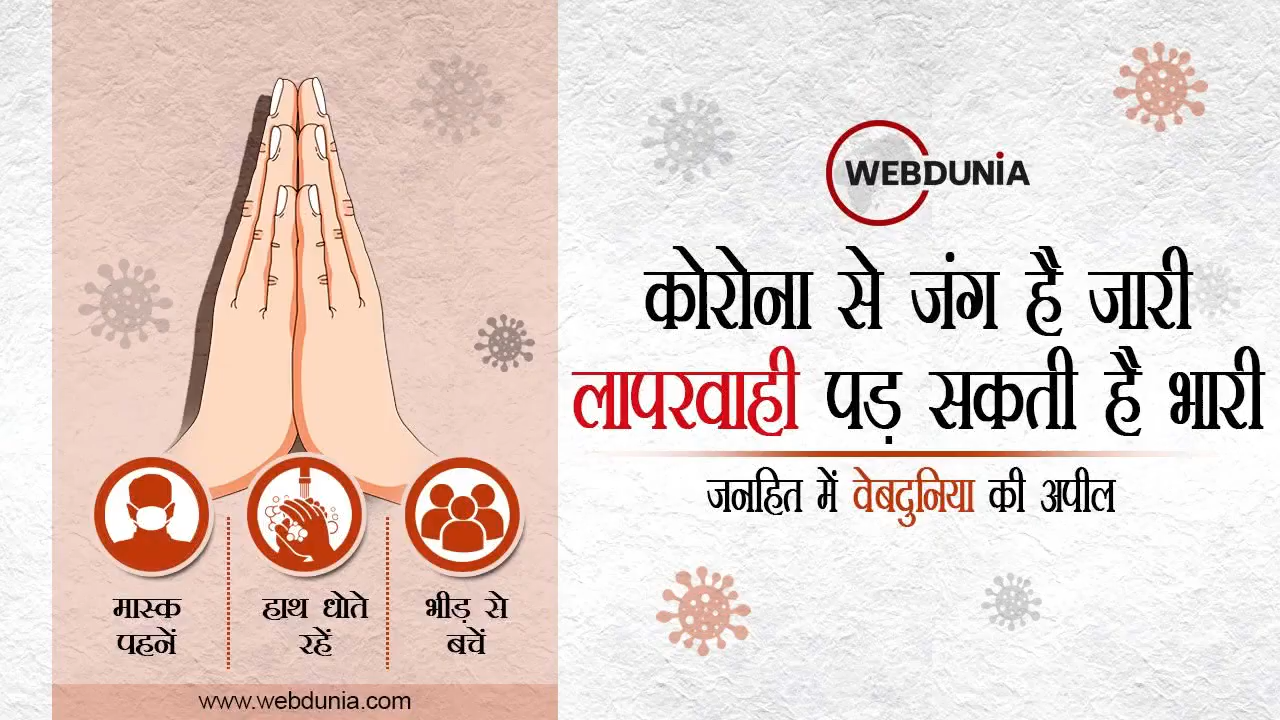 WEBDUNIA
कोरोना से जंग है जारी
लापरवाही पड़ सकती है भारी
जनहित में वेबदुनिया की अपील
मास्क
पहनें
हाथ धोते
रहें
भीड़ से
बचें
www.webdunia.com